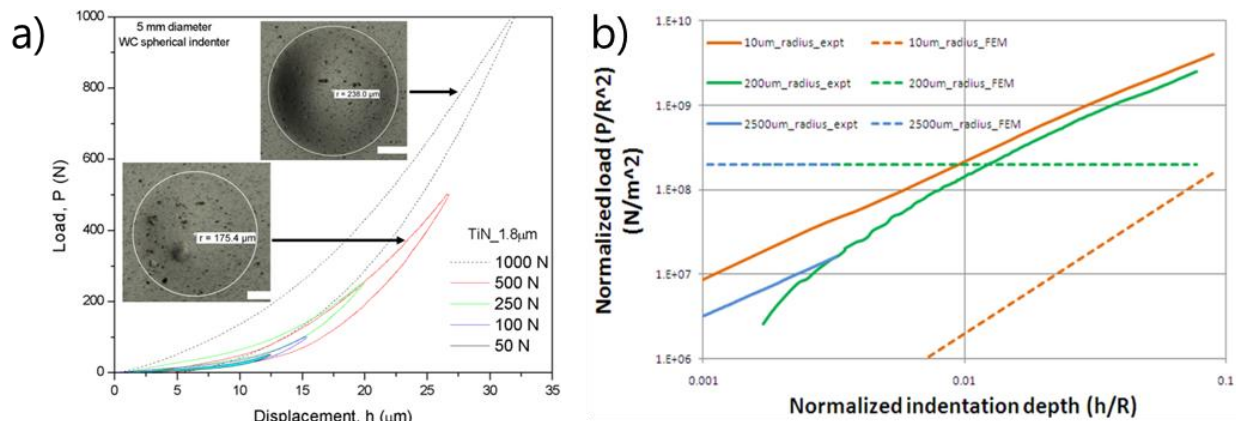 a)
5 mm diameter
WC spherical indenter
r = 238.0 μm
r = 175.4 μm
TiN_1.8μm
1000 N
500 N
250 N
100 N
50 N
1000
800
600
400
200
0
0 5 10 15 20 25 30 35
Load, P (N)
Displacement, h (μm)
b)
10um_radius_expt 10um_radius_FEM
200um_radius_expt 200um_radius_FEM
2500um_radius_expt 2500um_radius_FEM
1.E+10
1.E+09
1.E+08
1.E+07
1.E+06
0.001 0.01 0.1
Normalized load (P/R^2)
(N/m^2)
Normalized indentation depth (h/R)